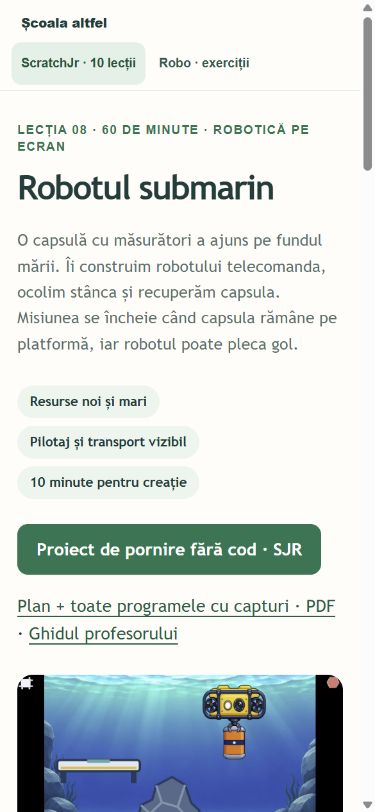 Școala altfel
ScratchJr · 10 lecții
Robo · exerciții
LECȚIA 08 · 60 DE MINUTE · ROBOTICĂ PE
ECRAN
Robotul submarin
O capsulă cu măsurători a ajuns pe fundul
mării. Îi construim robotului telecomanda,
ocolim stânca și recuperăm capsula.
Misiunea se încheie când capsula rămâne pe
platformă, iar robotul poate pleca gol.
Resurse noi și mari
Pilotaj și transport vizibil
10 minute pentru creație
Proiect de pornire fără cod · SJR
Plan + toate programele cu capturi · PDF
· Ghidul profesorului